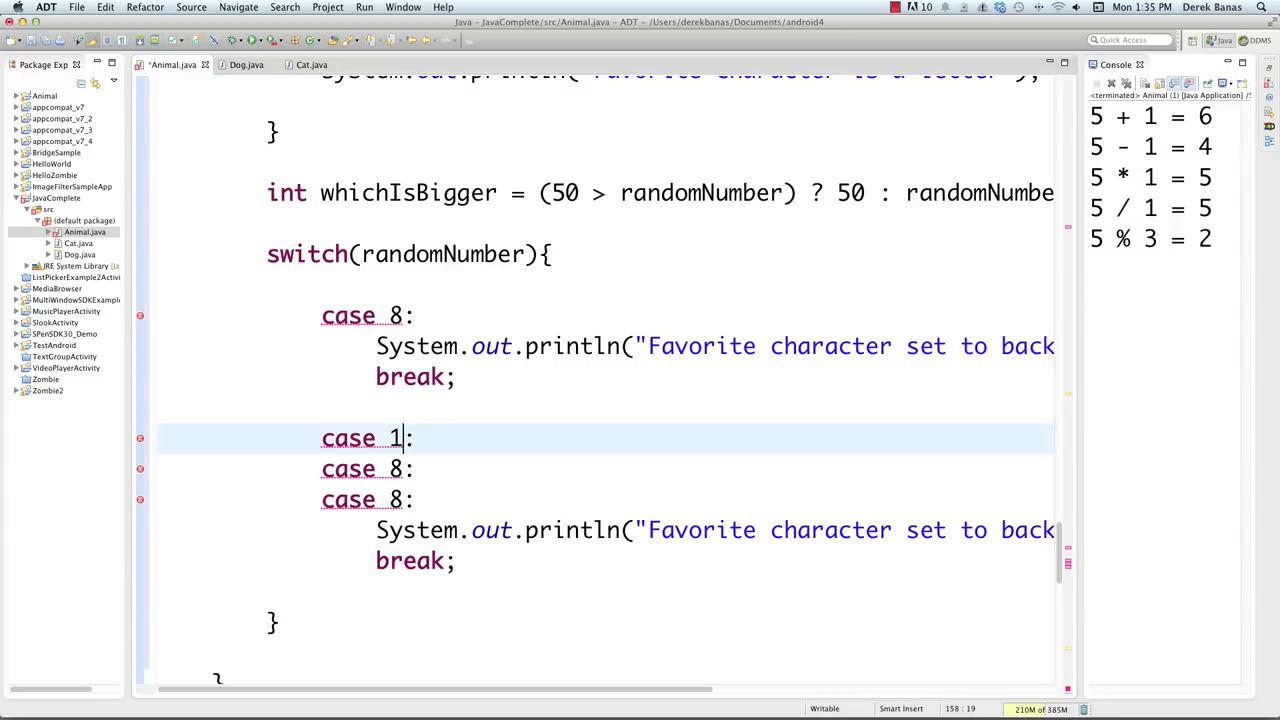 ADT File Edit Refactor Source Navigate Search Project Run Window Help 10 Mon 1:35 PM Derek Banas
Java – JavaComplete/src/Animal.java – ADT – /Users/derekbanas/Documents/android4
Quick Access Java DDMS
Package Exp
*Animal.java Dog.java Cat.java
Console
<terminated> Animal (1) [Java Application] /S
Animal
appcompat_v7
appcompat_v7_2
appcompat_v7_3
appcompat_v7_4
BridgeSample
HelloWorld
HelloZombie
ImageFilterSampleApp
JavaComplete
src
(default package)
Animal.java
Cat.java
Dog.java
JRE System Library [Ja
ListPickerExample2Activi
MediaBrowser
MultiWindowSDKExample
MusicPlayerActivity
SlookActivity
SPenSDK30_Demo
TestAndroid
TextGroupActivity
VideoPlayerActivity
Zombie
Zombie2
System.out.println("Favorite character is a letter");
}
int whichIsBigger = (50 > randomNumber) ? 50 : randomNumbe
switch(randomNumber){
case 8:
System.out.println("Favorite character set to back
break;
case 1:
case 8:
case 8:
System.out.println("Favorite character set to back
break;
}
}
5 + 1 = 6
5 - 1 = 4
5 * 1 = 5
5 / 1 = 5
5 % 3 = 2
Writable Smart Insert 158 : 19 210M of 385M